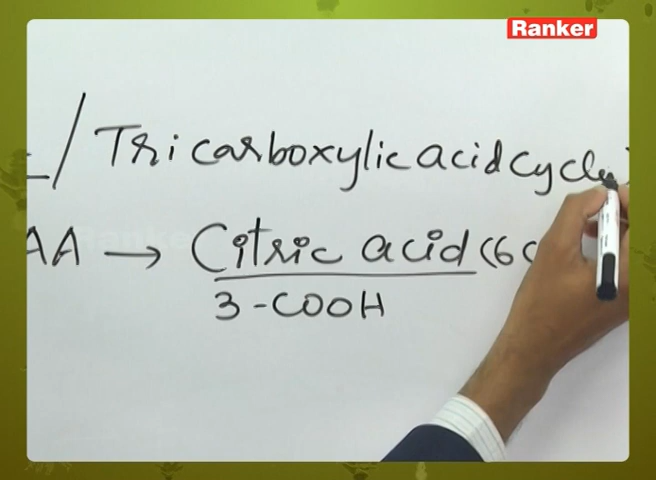 Ranker
/ Tricarboxylic acid cycle
AA → Citric acid (6C
3-COOH